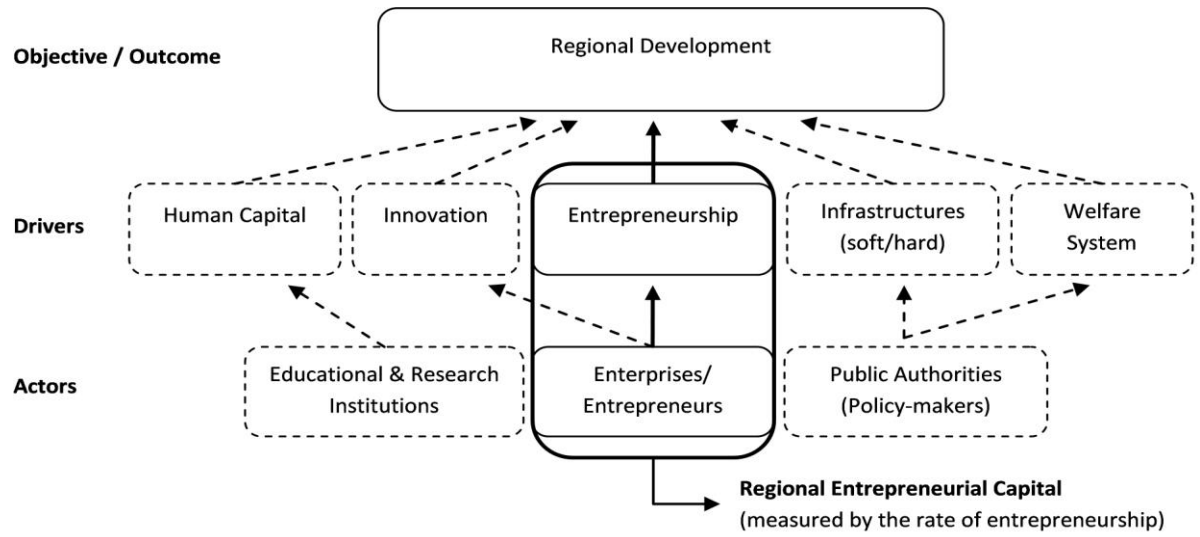 Objective / Outcome
Regional Development
Drivers
Human Capital
Innovation
Entrepreneurship
Infrastructures
(soft/hard)
Welfare
System
Actors
Educational & Research
Institutions
Enterprises/
Entrepreneurs
Public Authorities
(Policy-makers)
Regional Entrepreneurial Capital
(measured by the rate of entrepreneurship)